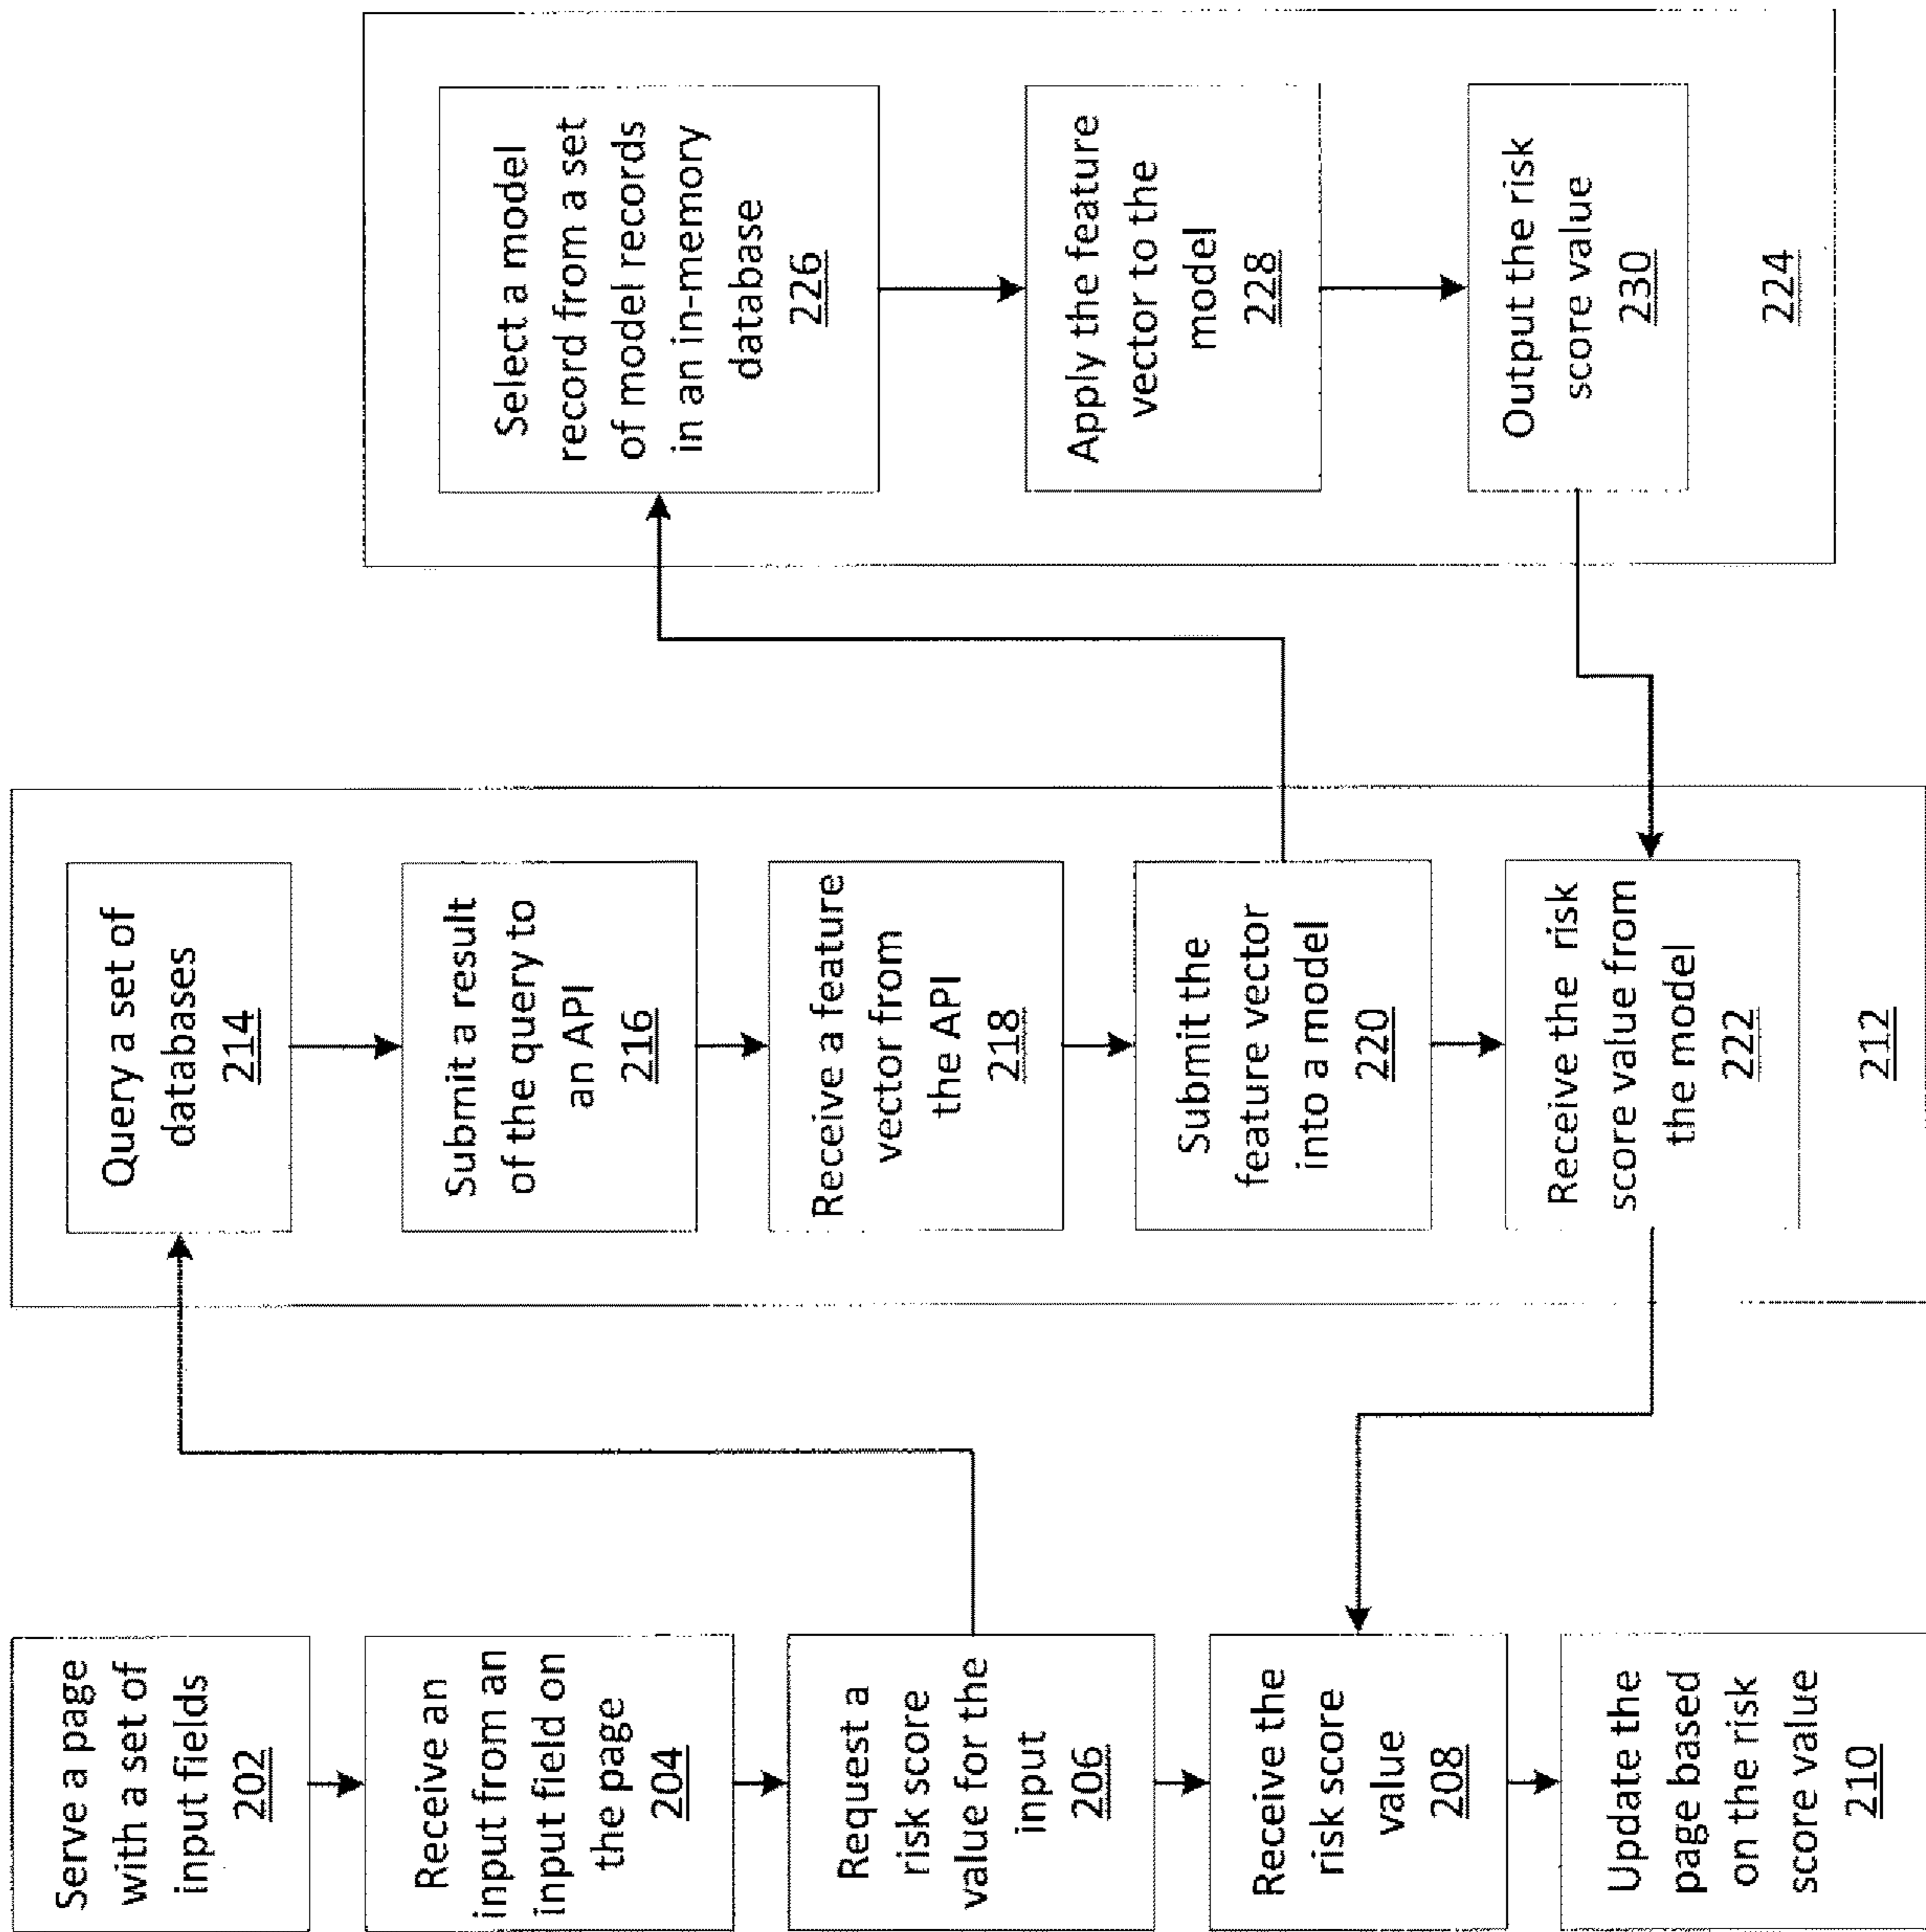 Serve a page
with a set of
input fields
202
Receive an
input from an
input field on
the page
204
Request a
risk score
value for the
input
206
Receive the
risk score
value
208
Update the
page based
on the risk
score value
210
Query a set of
databases
214
Submit a result
of the query to
an API
216
Receive a feature
vector from
the API
218
Submit the
feature vector
into a model
220
Receive the risk
score value from
the model
222
212
Select a model
record from a set
of model records
in an in-memory
database
226
Apply the feature
vector to the
model
228
Output the risk
score value
230
224